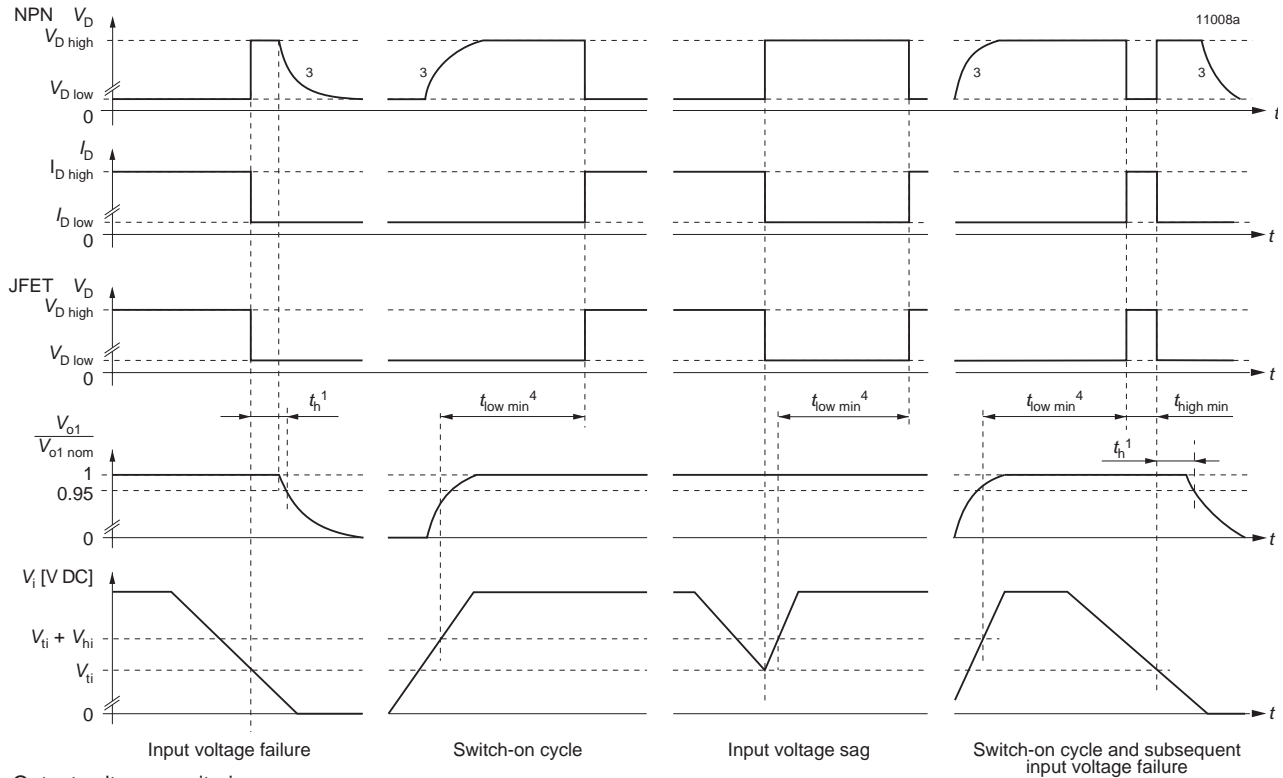 NPN V_D
11008a
V_D high
3
3
3
3
V_D low
0
t
I_D
I_D high
I_D low
0
t
JFET V_D
V_D high
V_D low
0
t
t_h^1
t_low min^4
t_low min^4
t_low min^4
t_high min
V_o1
V_o1 nom
t_h^1
1
0.95
0
t
V_i [V DC]
V_ti + V_hi
V_ti
0
t
Input voltage failure
Switch-on cycle
Input voltage sag
Switch-on cycle and subsequent
input voltage failure